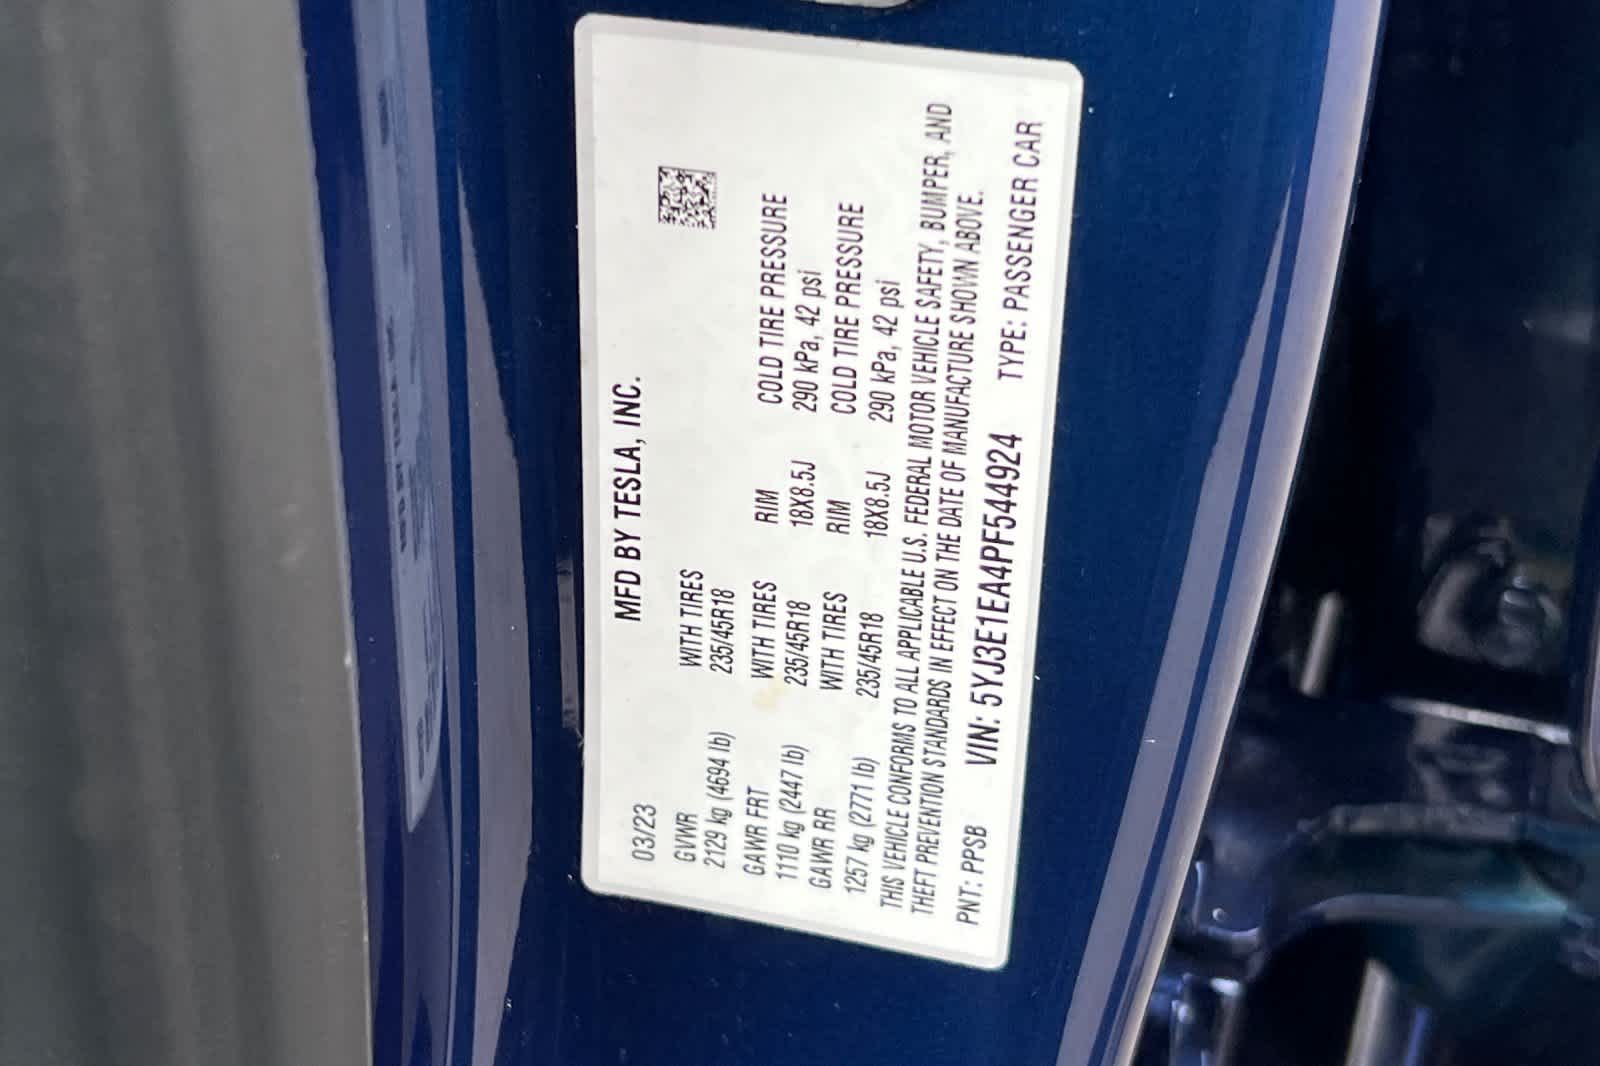 MFD BY TESLA, INC.
03/23
GVWR WITH TIRES
2129 kg (4694 lb) 235/45R18
GAWR FRT WITH TIRES RIM COLD TIRE PRESSURE
1110 kg (2447 lb) 235/45R18 18X8.5J 290 kPa, 42 psi
GAWR RR WITH TIRES RIM COLD TIRE PRESSURE
1257 kg (2771 lb) 235/45R18 18X8.5J 290 kPa, 42 psi
THIS VEHICLE CONFORMS TO ALL APPLICABLE U.S. FEDERAL MOTOR VEHICLE SAFETY, BUMPER, AND
THEFT PREVENTION STANDARDS IN EFFECT ON THE DATE OF MANUFACTURE SHOWN ABOVE.
PNT: PPSB VIN: 5YJ3E1EA4PF544924 TYPE: PASSENGER CAR